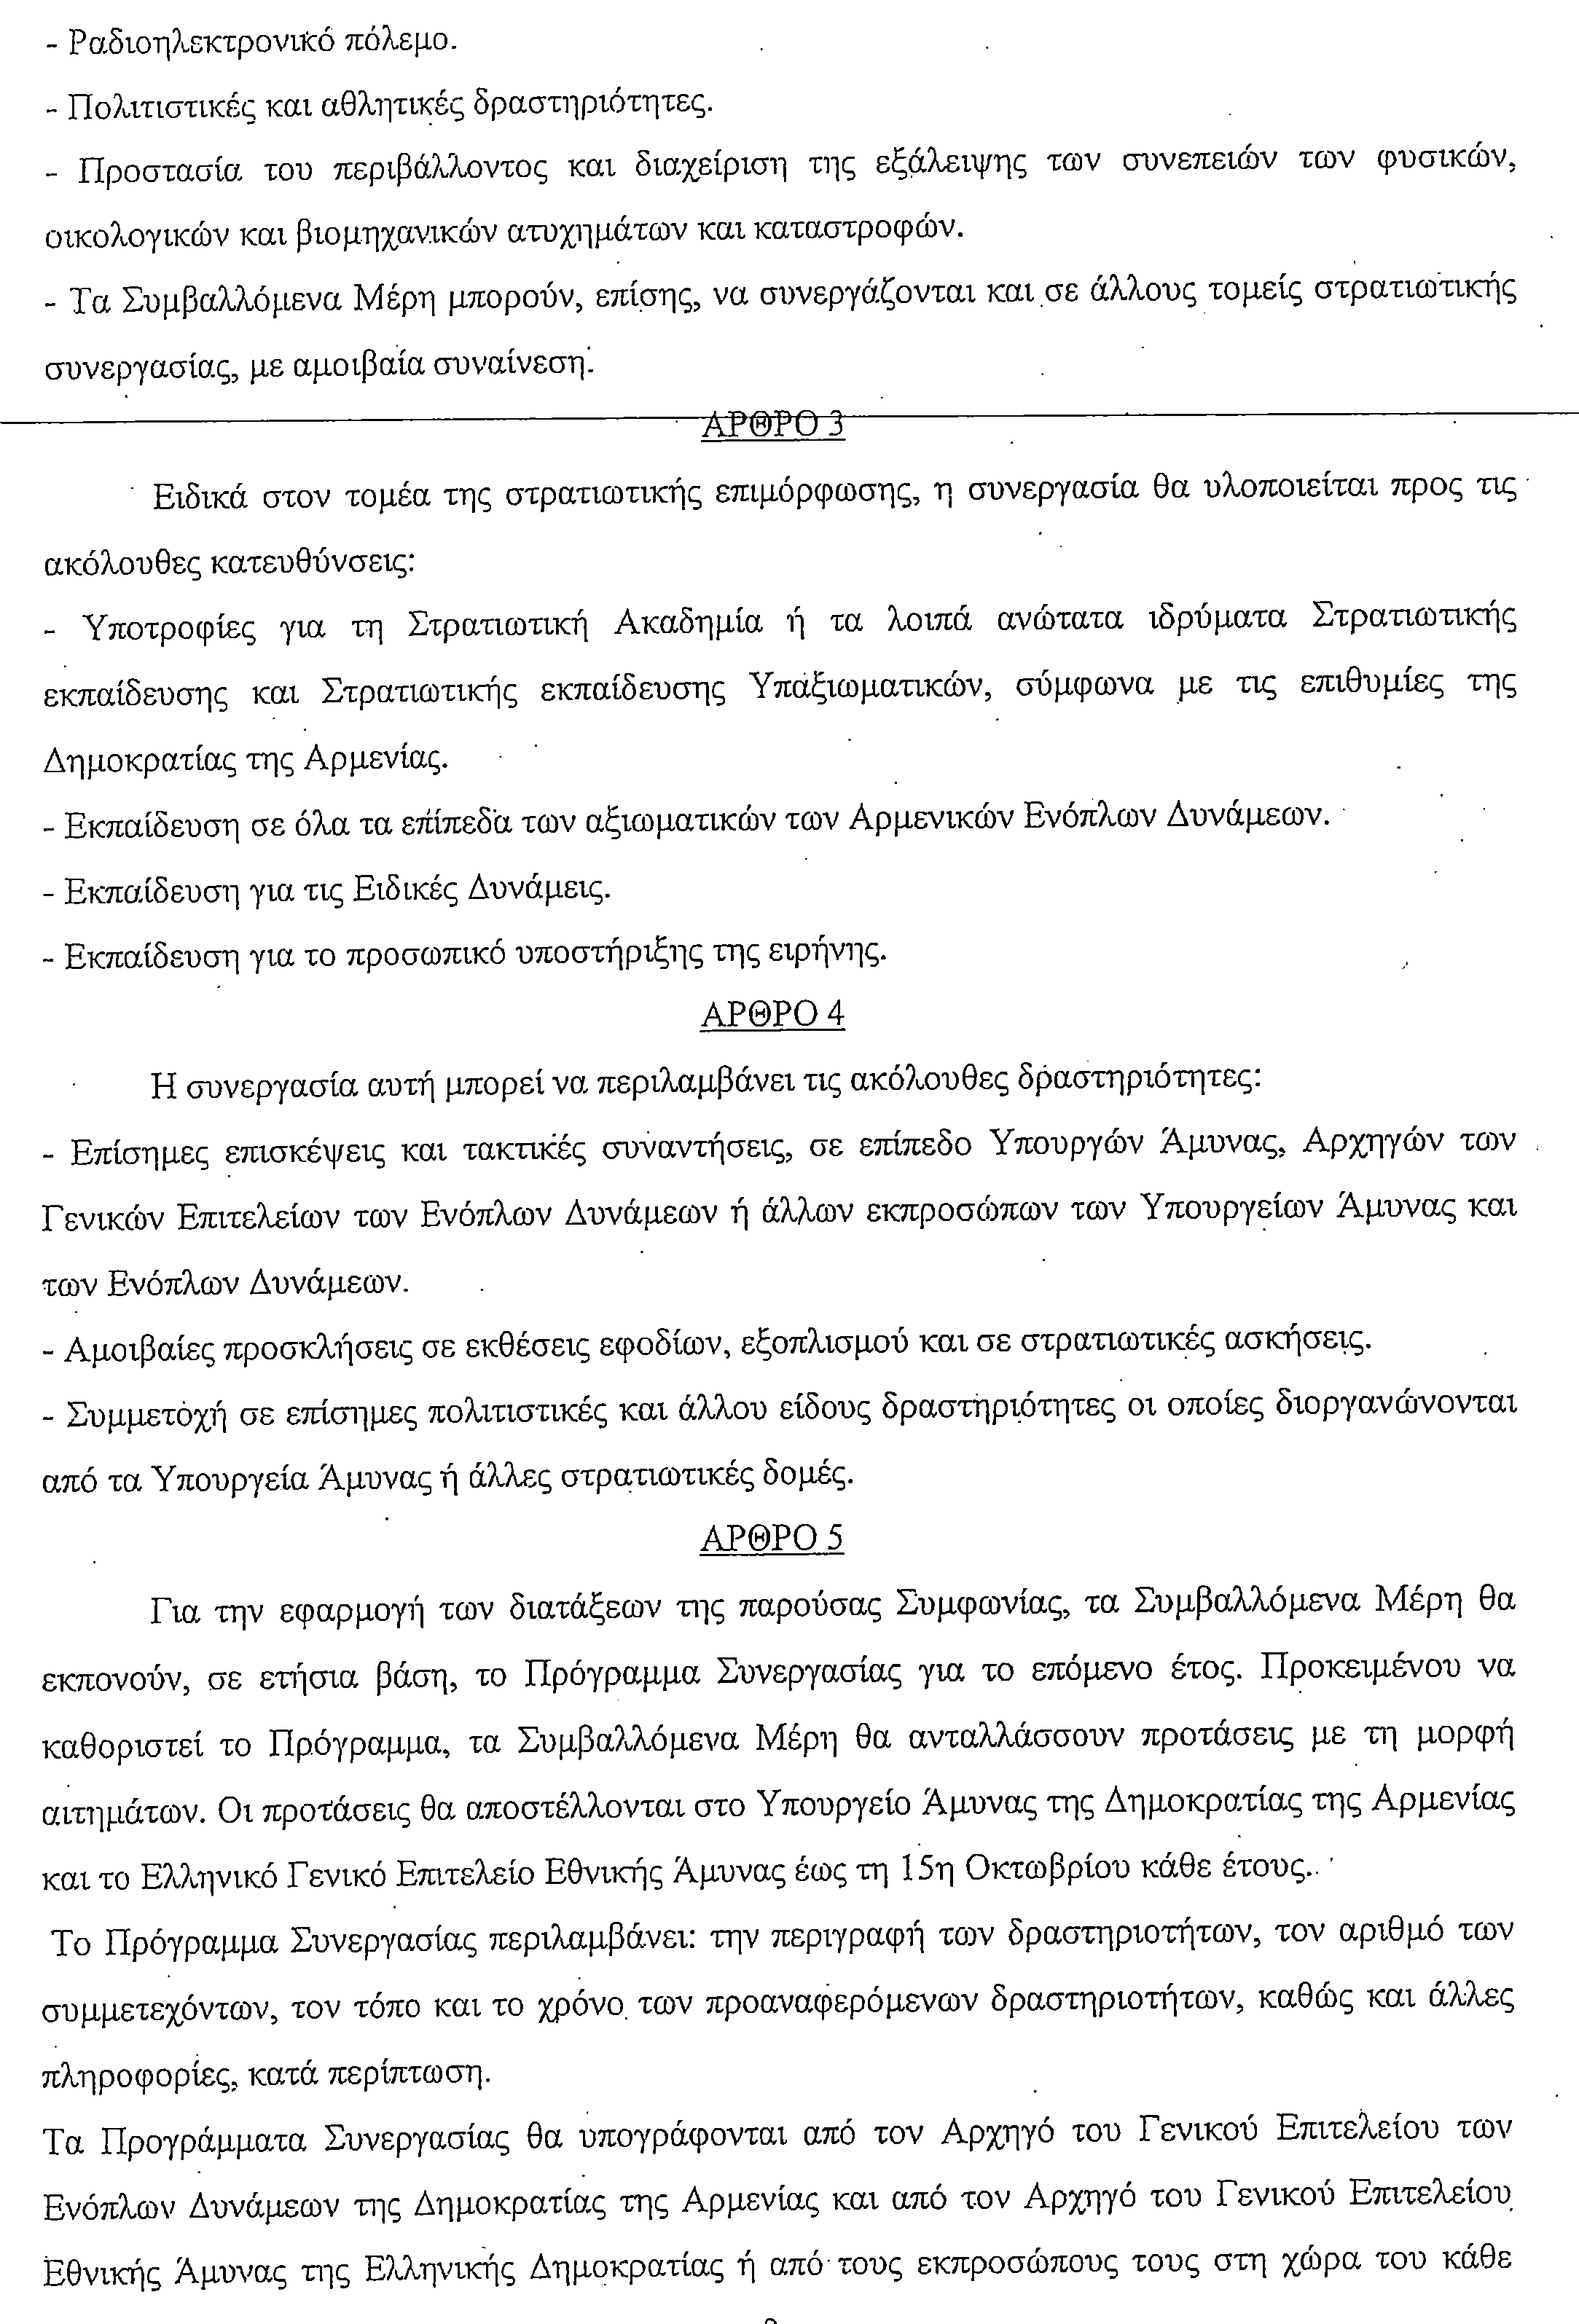 - Ραδιοηλεκτρονικό πόλεμο.
- Πολιτιστικές και αθλητικές δραστηριότητες.
- Προστασία του περιβάλλοντος και διαχείριση της εξάλειψης των συνεπειών των φυσικών,
οικολογικών και βιομηχανικών ατυχημάτων και καταστροφών.
- Τα Συμβαλλόμενα Μέρη μπορούν, επίσης, να συνεργάζονται και σε άλλους τομείς στρατιωτικής
συνεργασίας, με αμοιβαία συναίνεση.
ΑΡΘΡΟ 3
Ειδικά στον τομέα της στρατιωτικής επιμόρφωσης, η συνεργασία θα υλοποιείται προς τις
ακόλουθες κατευθύνσεις:
- Υποτροφίες για τη Στρατιωτική Ακαδημία ή τα λοιπά ανώτατα ιδρύματα Στρατιωτικής
εκπαίδευσης και Στρατιωτικής εκπαίδευσης Υπαξιωματικών, σύμφωνα με τις επιθυμίες της
Δημοκρατίας της Αρμενίας.
- Εκπαίδευση σε όλα τα επίπεδα των αξιωματικών των Αρμενικών Ενόπλων Δυνάμεων.
- Εκπαίδευση για τις Ειδικές Δυνάμεις.
- Εκπαίδευση για το προσωπικό υποστήριξης της ειρήνης.
ΑΡΘΡΟ 4
Η συνεργασία αυτή μπορεί να περιλαμβάνει τις ακόλουθες δραστηριότητες:
- Επίσημες επισκέψεις και τακτικές συναντήσεις, σε επίπεδο Υπουργών Άμυνας, Αρχηγών των
Γενικών Επιτελείων των Ενόπλων Δυνάμεων ή άλλων εκπροσώπων των Υπουργείων Άμυνας και
των Ενόπλων Δυνάμεων.
- Αμοιβαίες προσκλήσεις σε εκθέσεις εφοδίων, εξοπλισμού και σε στρατιωτικές ασκήσεις.
- Συμμετοχή σε επίσημες πολιτιστικές και άλλου είδους δραστηριότητες οι οποίες διοργανώνονται
από τα Υπουργεία Άμυνας ή άλλες στρατιωτικές δομές.
ΑΡΘΡΟ 5
Για την εφαρμογή των διατάξεων της παρούσας Συμφωνίας, τα Συμβαλλόμενα Μέρη θα
εκπονούν, σε ετήσια βάση, το Πρόγραμμα Συνεργασίας για το επόμενο έτος. Προκειμένου να
καθοριστεί το Πρόγραμμα, τα Συμβαλλόμενα Μέρη θα ανταλλάσσουν προτάσεις με τη μορφή
αιτημάτων. Οι προτάσεις θα αποστέλλονται στο Υπουργείο Άμυνας της Δημοκρατίας της Αρμενίας
και το Ελληνικό Γενικό Επιτελείο Εθνικής Άμυνας έως τη 15η Οκτωβρίου κάθε έτους.
Το Πρόγραμμα Συνεργασίας περιλαμβάνει: την περιγραφή των δραστηριοτήτων, τον αριθμό των
συμμετεχόντων, τον τόπο και το χρόνο των προαναφερόμενων δραστηριοτήτων, καθώς και άλλες
πληροφορίες, κατά περίπτωση.
Τα Προγράμματα Συνεργασίας θα υπογράφονται από τον Αρχηγό του Γενικού Επιτελείου των
Ενόπλων Δυνάμεων της Δημοκρατίας της Αρμενίας και από τον Αρχηγό του Γενικού Επιτελείου
Εθνικής Άμυνας της Ελληνικής Δημοκρατίας ή από τους εκπροσώπους τους στη χώρα του κάθε